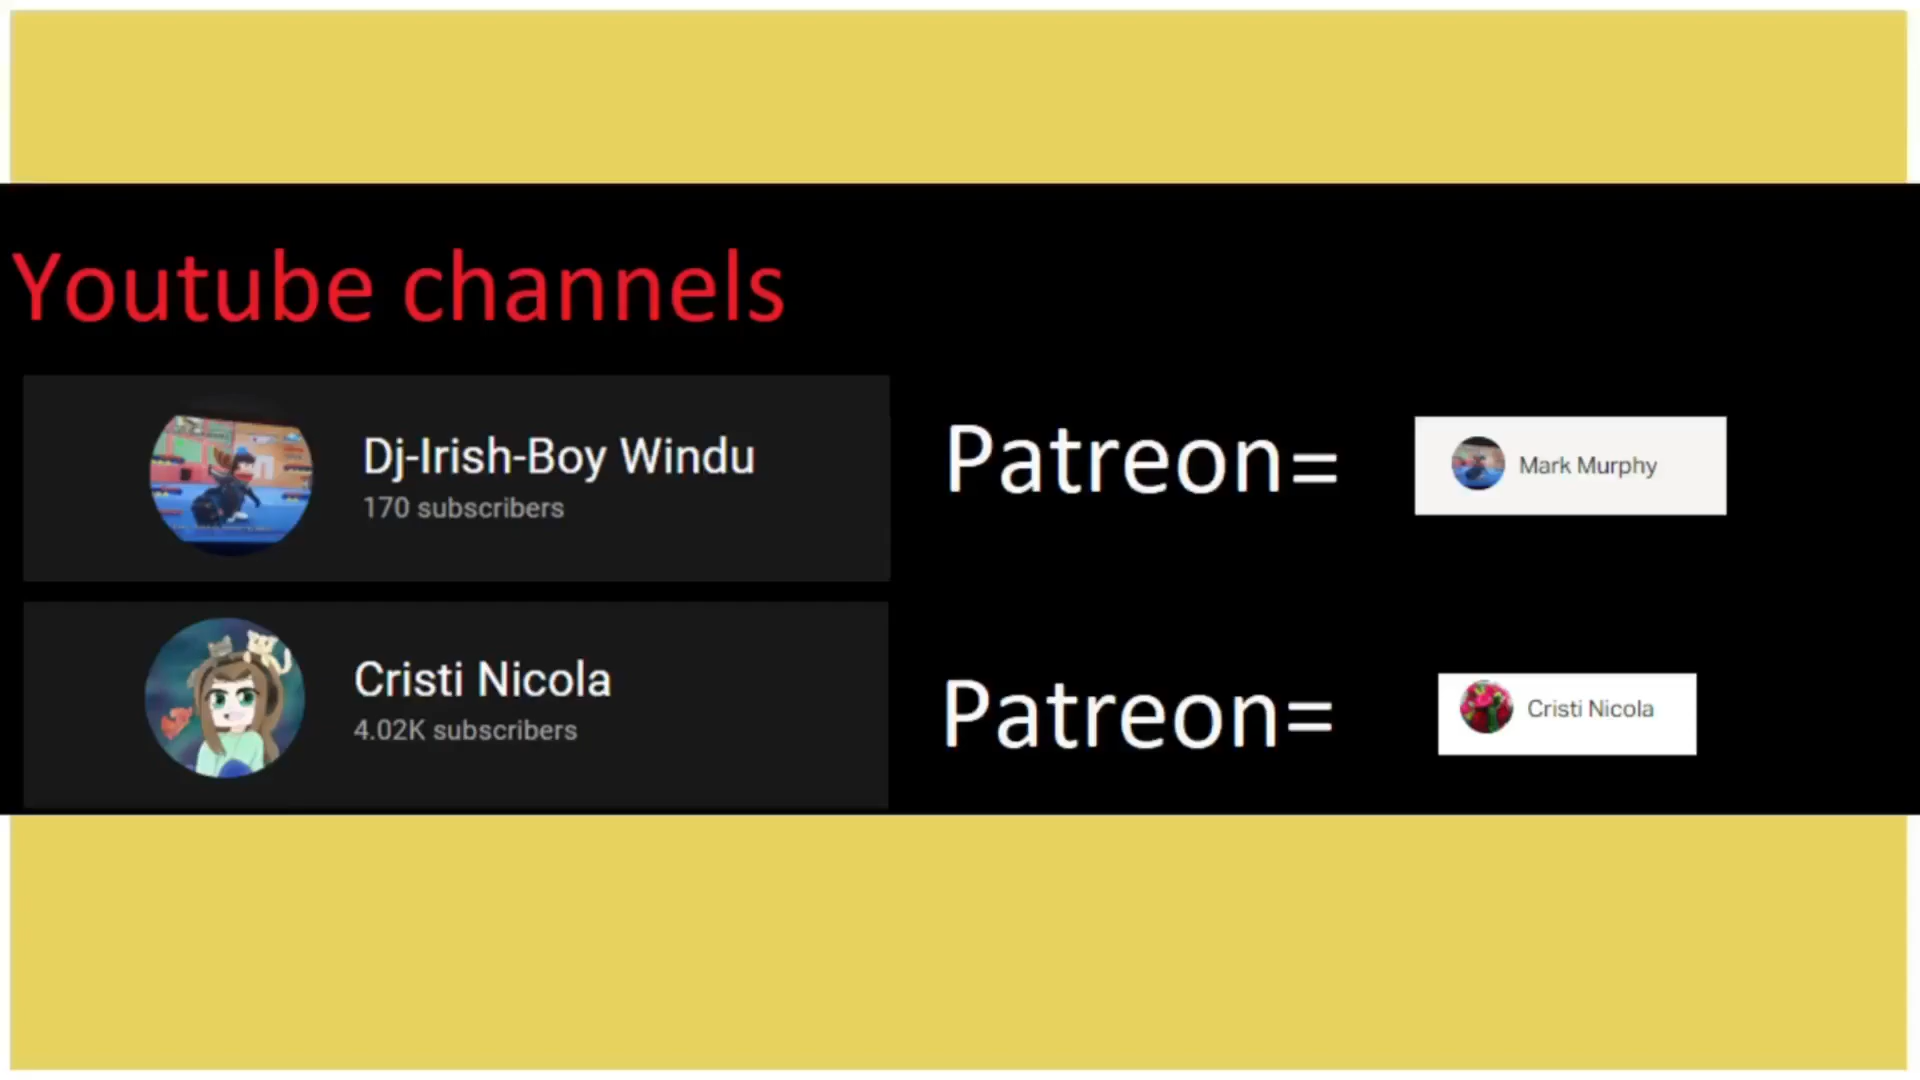 Youtube channels
Dj-Irish-Boy Windu
170 subscribers
Patreon=
Mark Murphy
Cristi Nicola
4.02K subscribers
Patreon=
Cristi Nicola